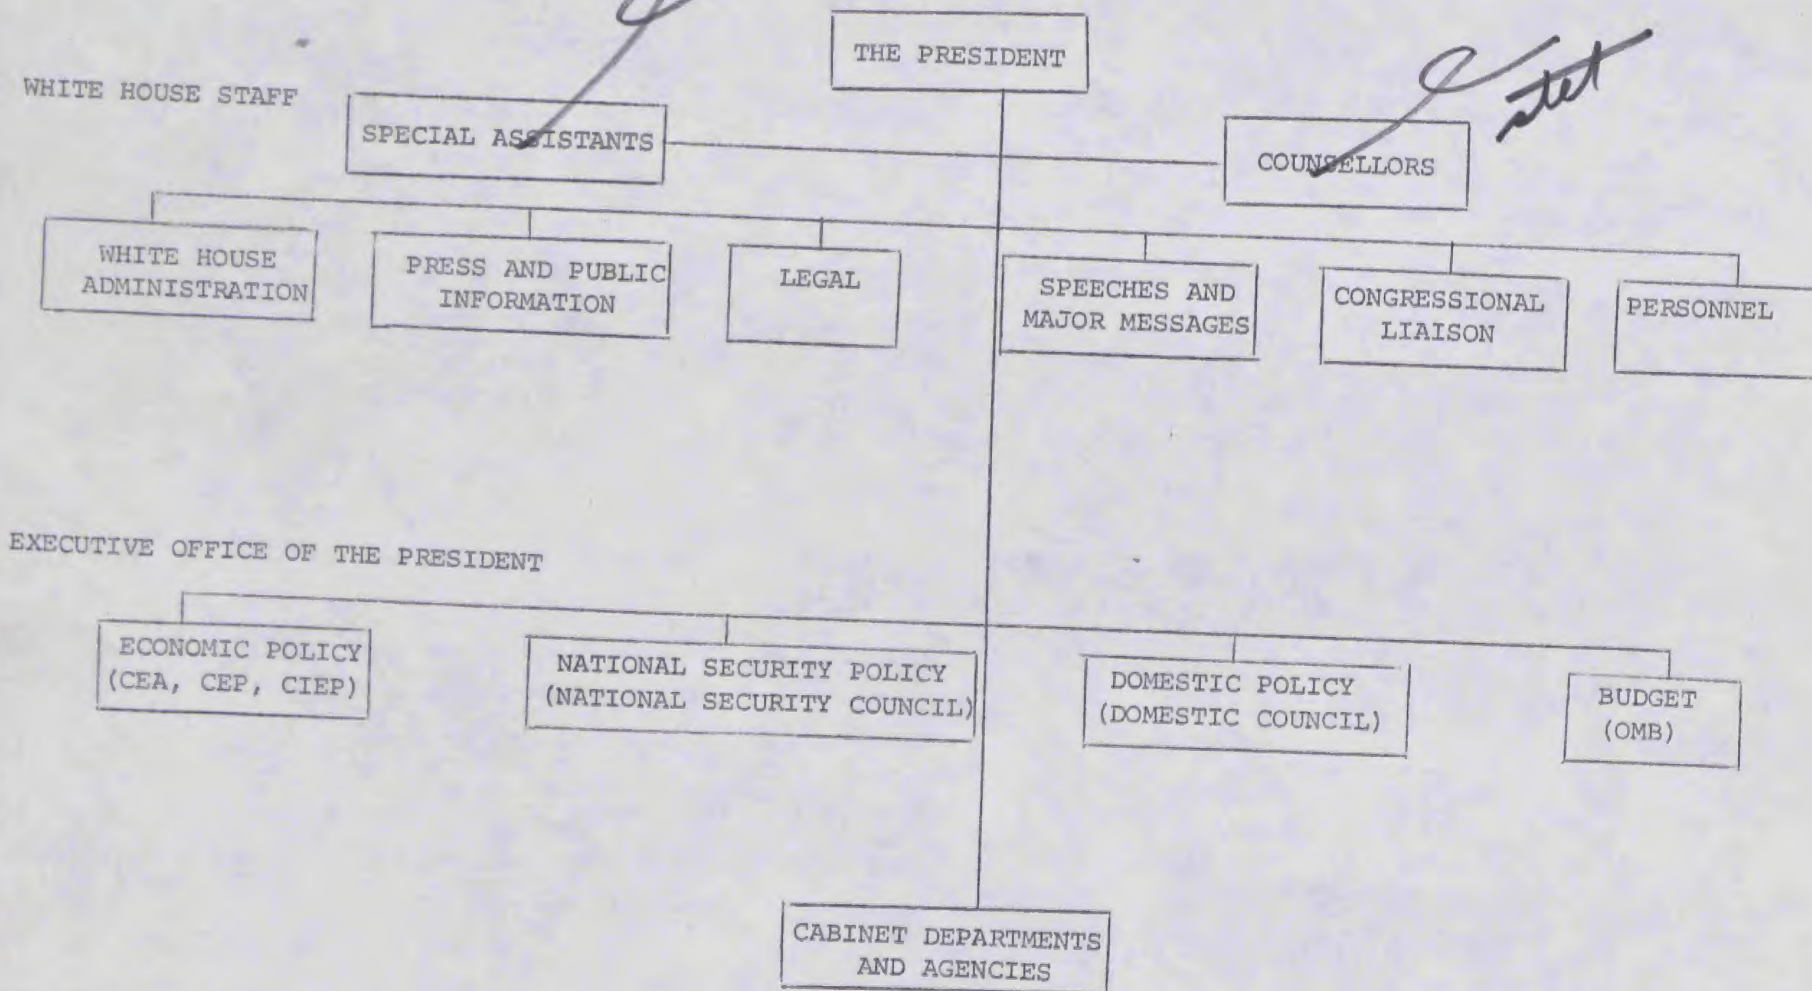 THE PRESIDENT
stet
WHITE HOUSE STAFF
SPECIAL ASSISTANTS
COUNSELLORS
WHITE HOUSE
ADMINISTRATION
PRESS AND PUBLIC
INFORMATION
LEGAL
SPEECHES AND
MAJOR MESSAGES
CONGRESSIONAL
LIAISON
PERSONNEL
EXECUTIVE OFFICE OF THE PRESIDENT
ECONOMIC POLICY
(CEA, CEP, CIEP)
NATIONAL SECURITY POLICY
(NATIONAL SECURITY COUNCIL)
DOMESTIC POLICY
(DOMESTIC COUNCIL)
BUDGET
(OMB)
CABINET DEPARTMENTS
AND AGENCIES